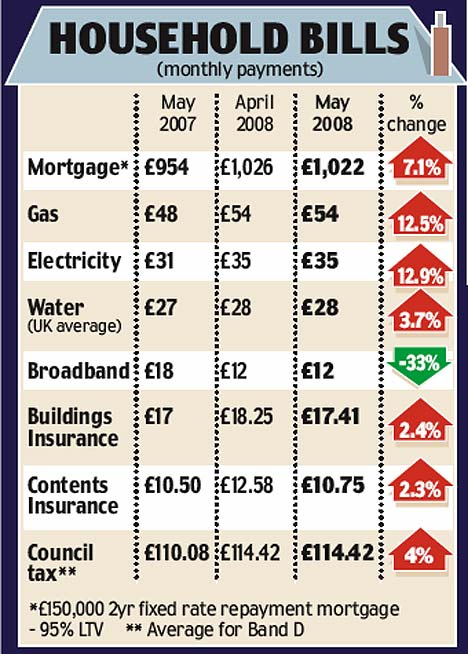 HOUSEHOLD BILLS
(monthly payments)
May 2007 April 2008 May 2008 % change
Mortgage* £954 £1,026 £1,022 7.1%
Gas £48 £54 £54 12.5%
Electricity £31 £35 £35 12.9%
Water (UK average) £27 £28 £28 3.7%
Broadband £18 £12 £12 -33%
Buildings Insurance £17 £18.25 £17.41 2.4%
Contents Insurance £10.50 £12.58 £10.75 2.3%
Council tax** £110.08 £114.42 £114.42 4%
*£150,000 2yr fixed rate repayment mortgage
- 95% LTV ** Average for Band D